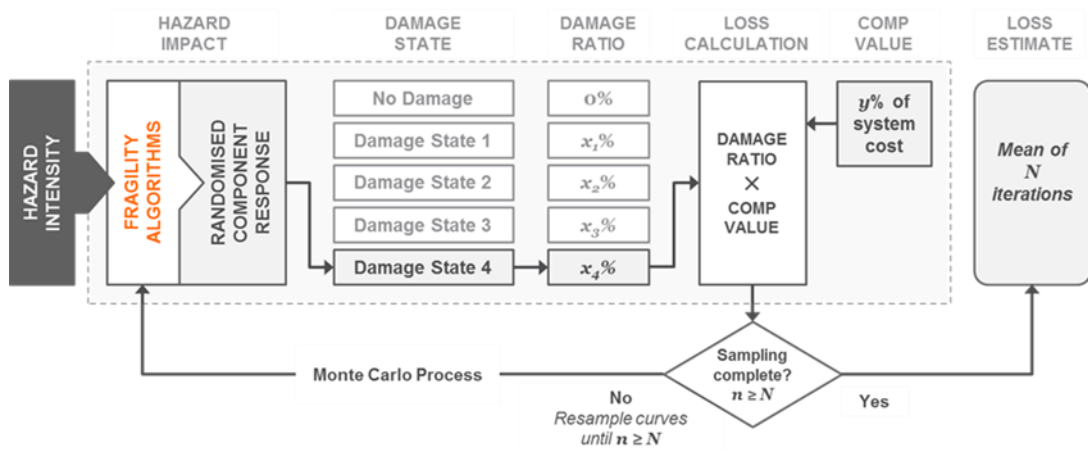 HAZARD
IMPACT
DAMAGE
STATE
DAMAGE
RATIO
LOSS
CALCULATION
COMP
VALUE
LOSS
ESTIMATE
HAZARD
INTENSITY
FRAGILITY
ALGORITHMS
RANDOMISED
COMPONENT
RESPONSE
No Damage
0%
Damage State 1
x₁%
Damage State 2
x₂%
Damage State 3
x₃%
Damage State 4
x₄%
DAMAGE
RATIO
×
COMP
VALUE
y% of
system
cost
Mean of
N
iterations
Sampling
complete?
n ≥ N
Monte Carlo Process
No
Resample curves
until n ≥ N
Yes